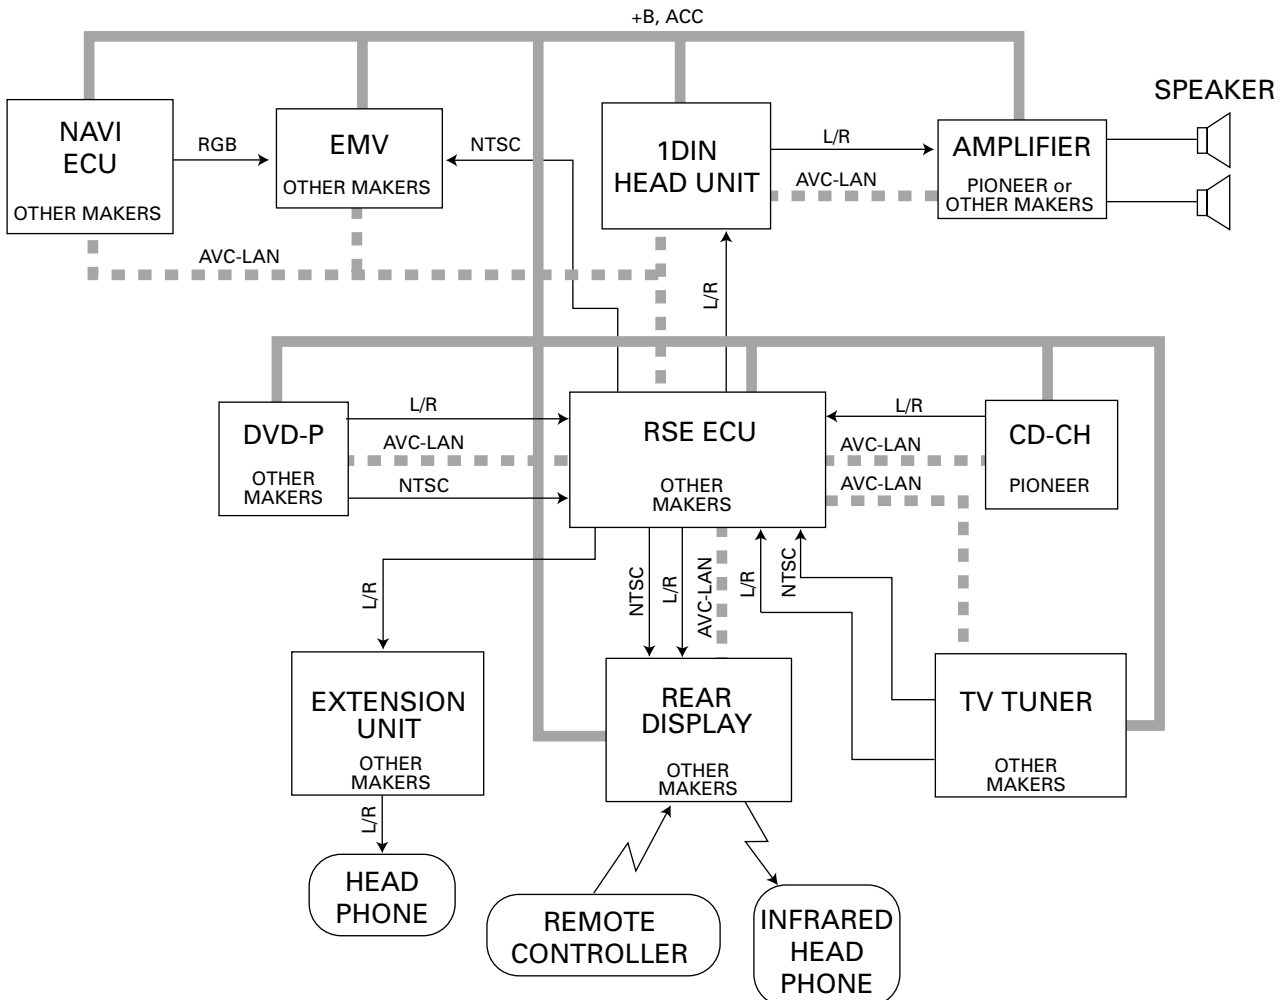 +B, ACC
SPEAKER
NAVI
ECU
OTHER MAKERS
RGB
EMV
OTHER MAKERS
NTSC
1DIN
HEAD UNIT
L/R
AVC-LAN
AMPLIFIER
PIONEER or
OTHER MAKERS
AVC-LAN
L/R
DVD-P
OTHER
MAKERS
L/R
AVC-LAN
NTSC
RSE ECU
OTHER
MAKERS
L/R
AVC-LAN
AVC-LAN
CD-CH
PIONEER
L/R
NTSC
L/R
AVC-LAN
L/R
NTSC
EXTENSION
UNIT
OTHER
MAKERS
REAR
DISPLAY
OTHER
MAKERS
TV TUNER
OTHER
MAKERS
L/R
HEAD
PHONE
REMOTE
CONTROLLER
INFRARED
HEAD
PHONE